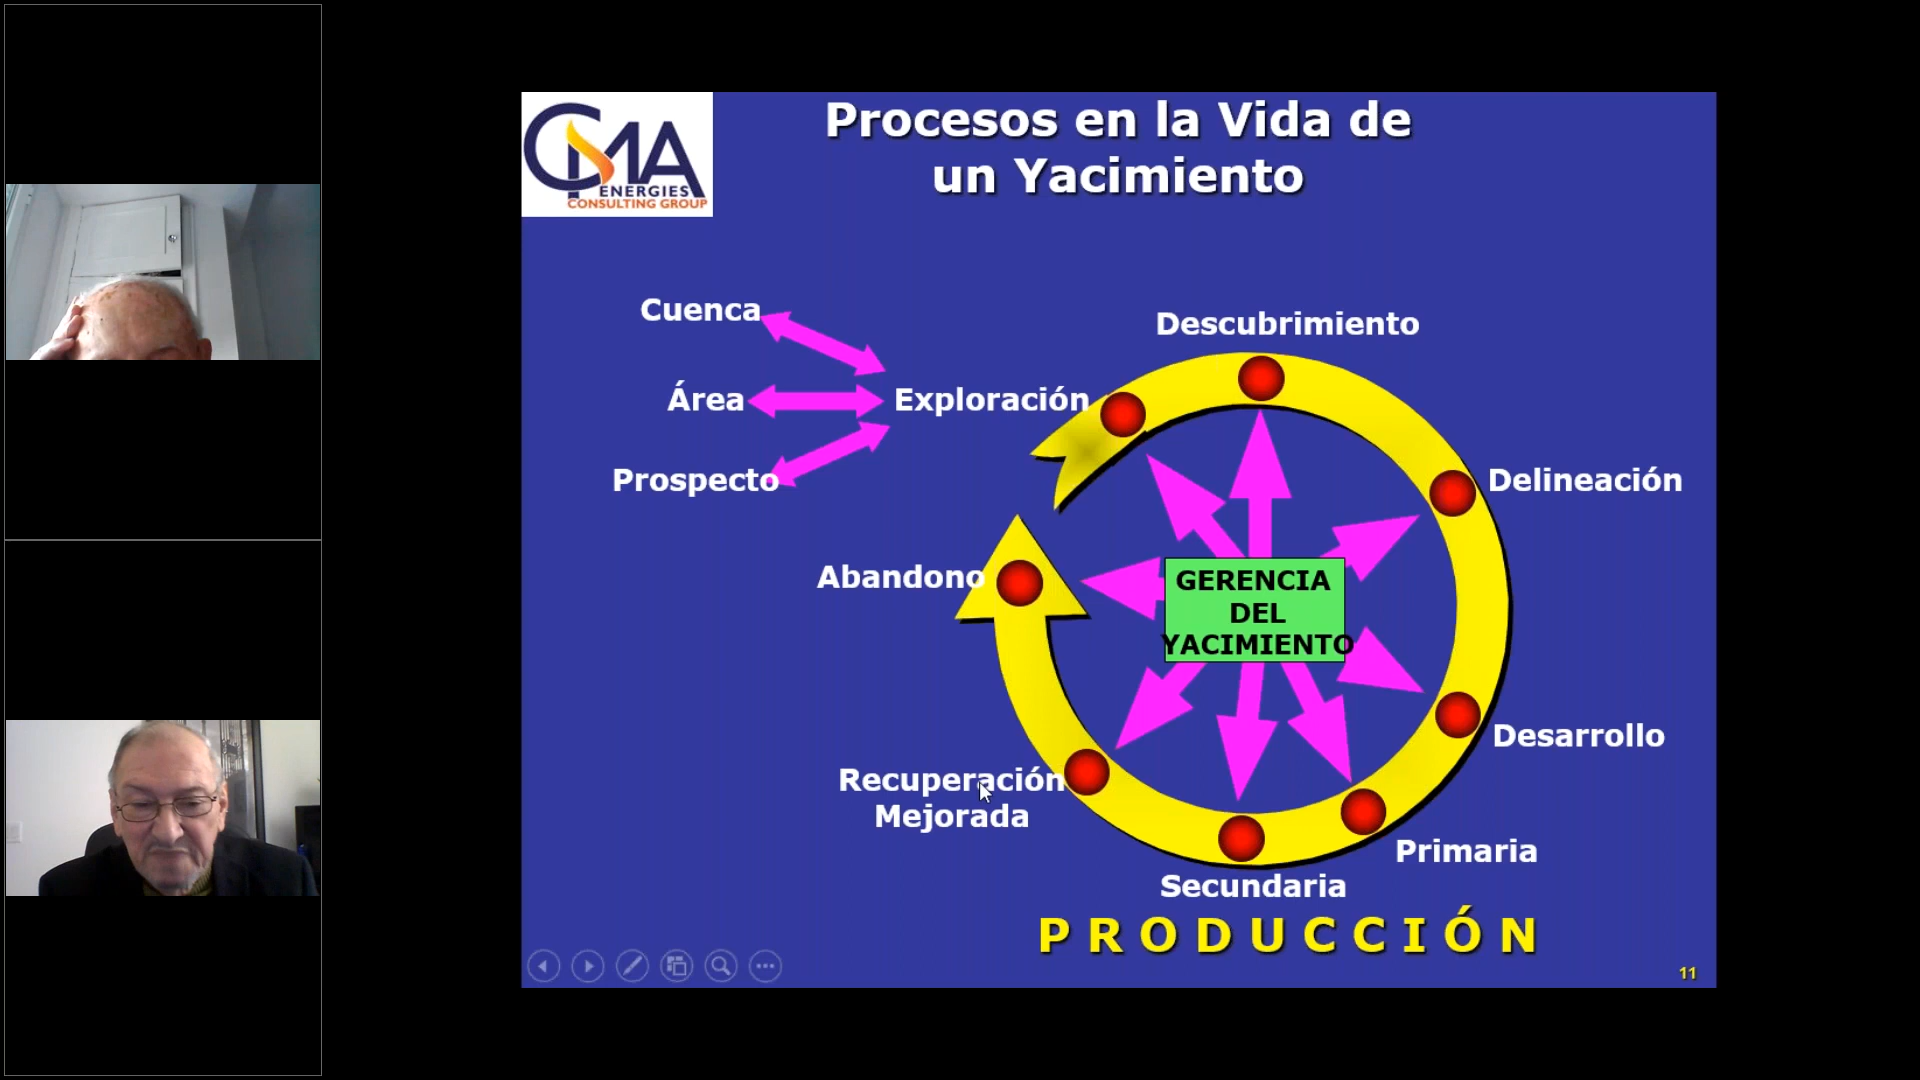 CMA
ENERGIES
CONSULTING GROUP
Procesos en la Vida de
un Yacimiento
Cuenca
Área
Prospecto
Exploración
Descubrimiento
Delineación
Abandono
GERENCIA
DEL
YACIMIENTO
Desarrollo
Recuperación
Mejorada
Primaria
Secundaria
PRODUCCIÓN
11